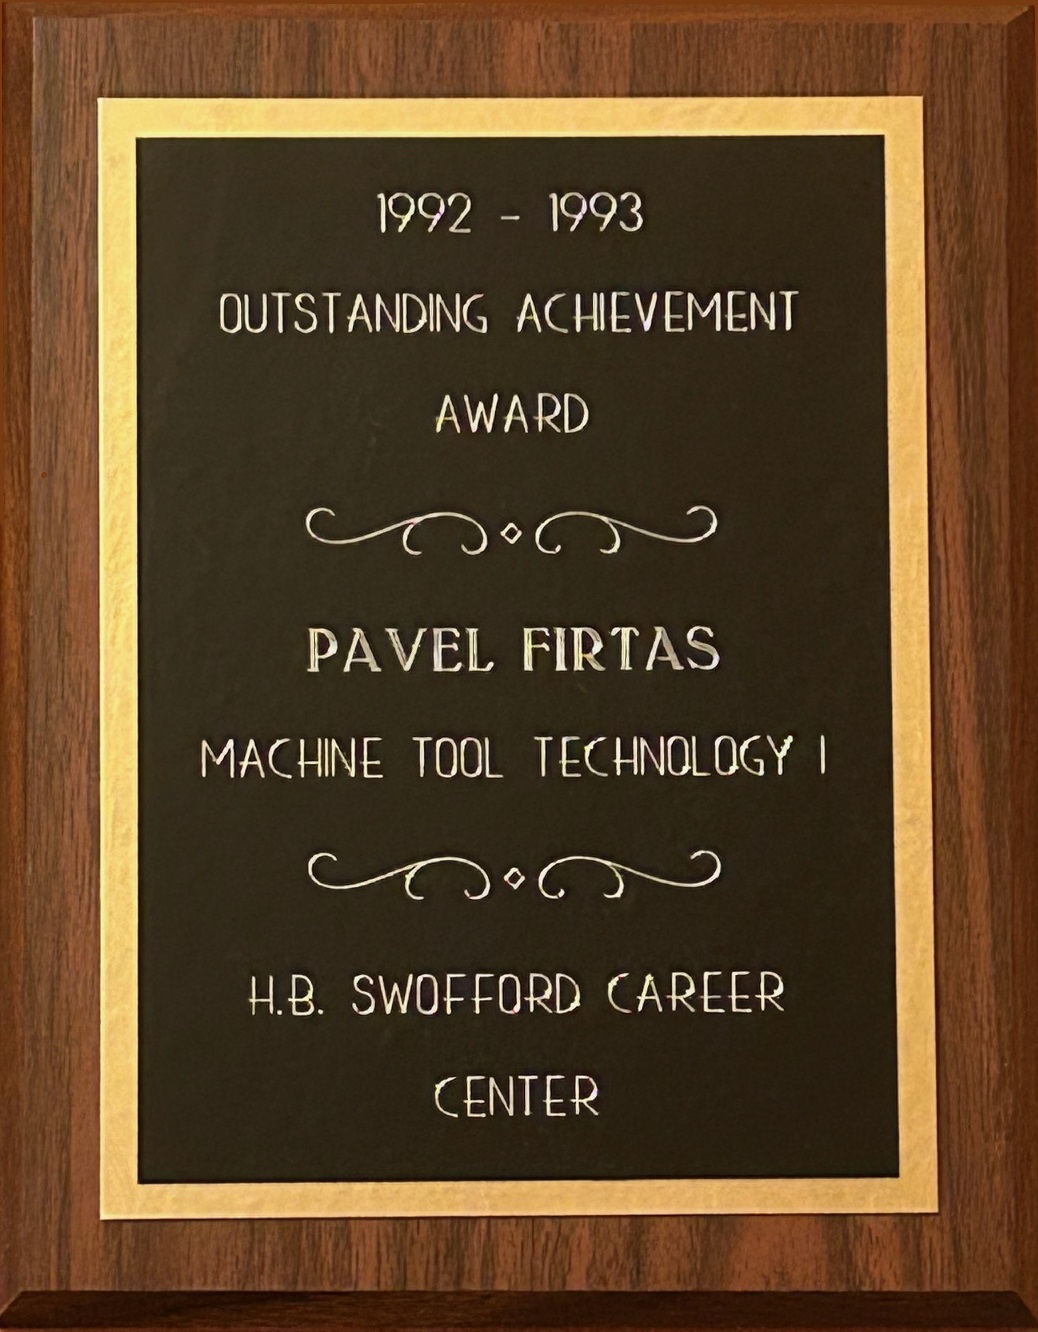 1992 - 1993
OUTSTANDING ACHIEVEMENT
AWARD
PAVEL FIRTAS
MACHINE TOOL TECHNOLOGY I
H.B. SWOFFORD CAREER
CENTER